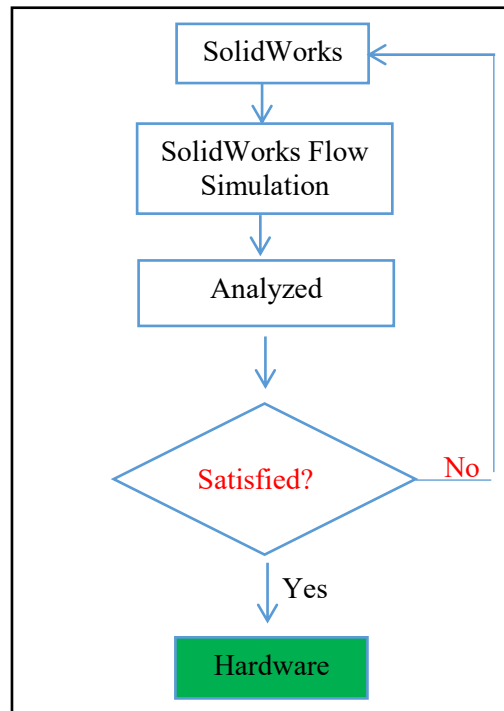 SolidWorks
SolidWorks Flow
Simulation
Analyzed
Satisfied?
No
Yes
Hardware